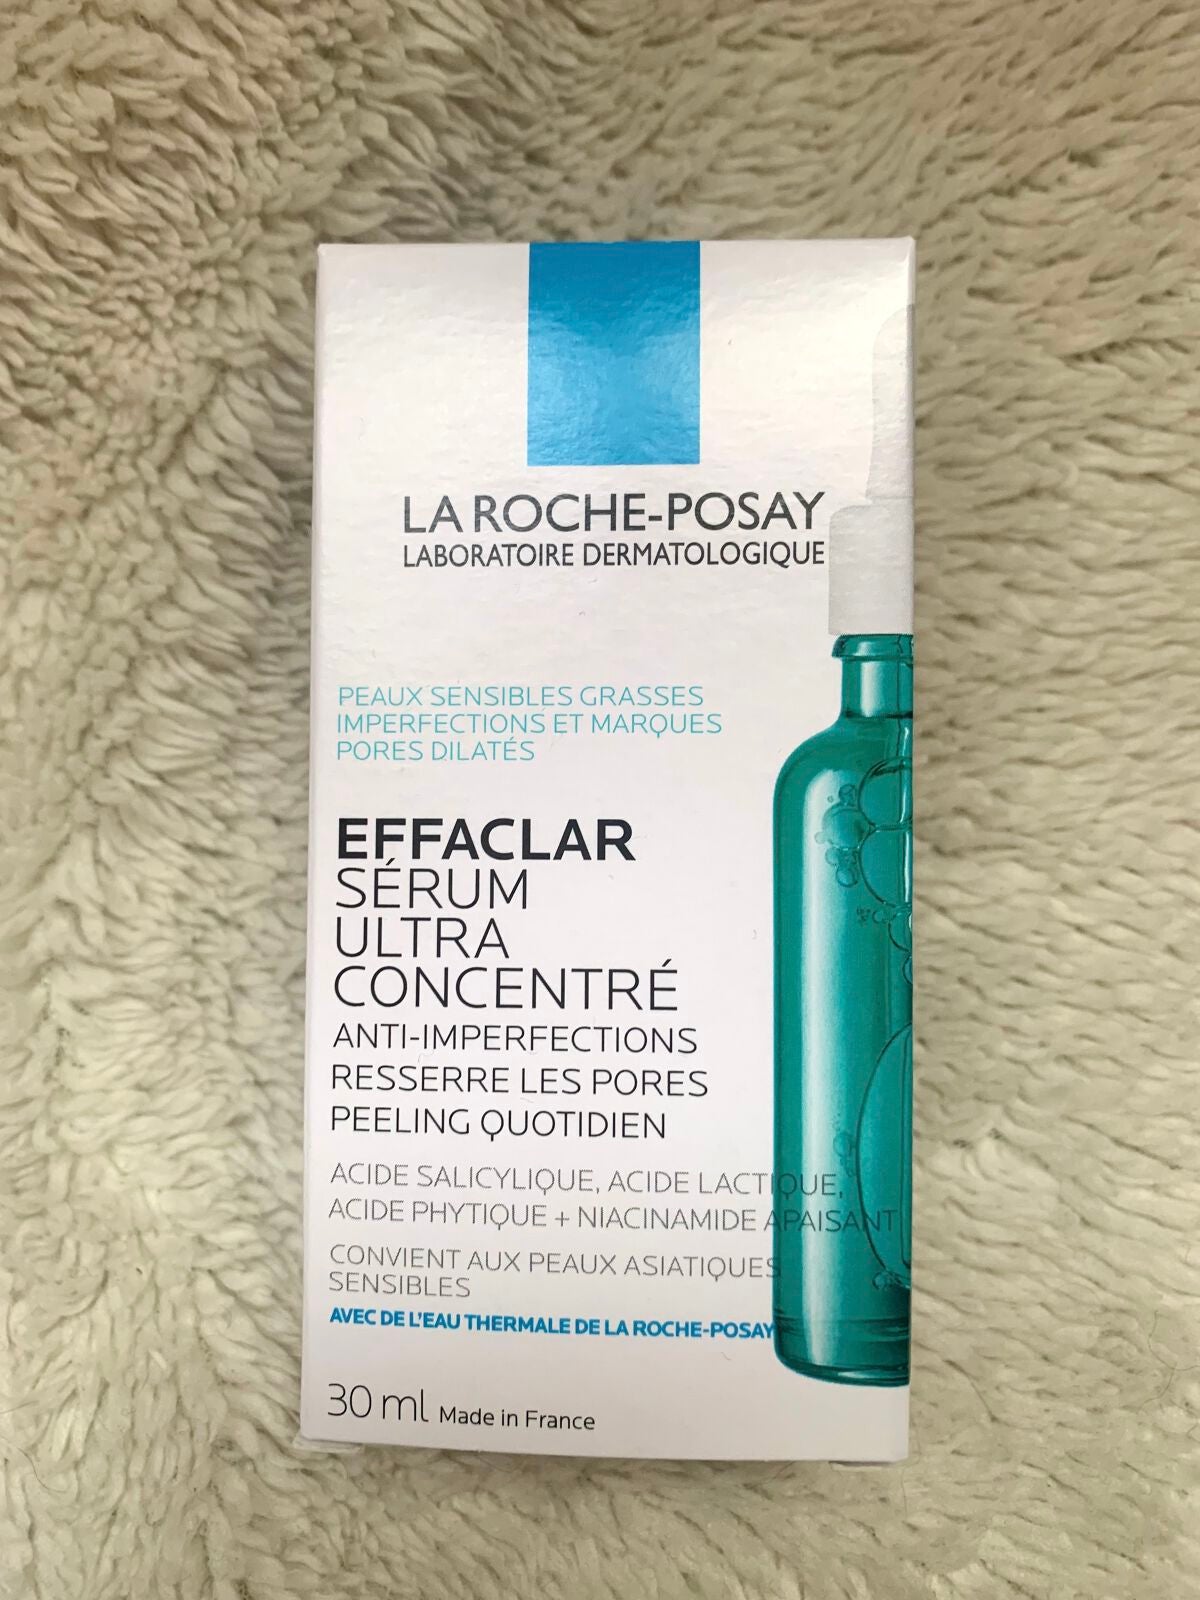 LA ROCHE-POSAY
LABORATOIRE DERMATOLOGIQUE
PEAUX SENSIBLES GRASSES
IMPERFECTIONS ET MARQUES
PORES DILATÉS
EFFACLAR
SÉRUM
ULTRA
CONCENTRÉ
ANTI-IMPERFECTIONS
RESSERRE LES PORES
PEELING QUOTIDIEN
ACIDE SALICYLIQUE, ACIDE LACTIQUE,
ACIDE PHYTIQUE + NIACINAMIDE APAISANT
CONVIENT AUX PEAUX ASIATIQUES
SENSIBLES
AVEC DE L'EAU THERMALE DE LA ROCHE-POSAY
30 ml Made in France